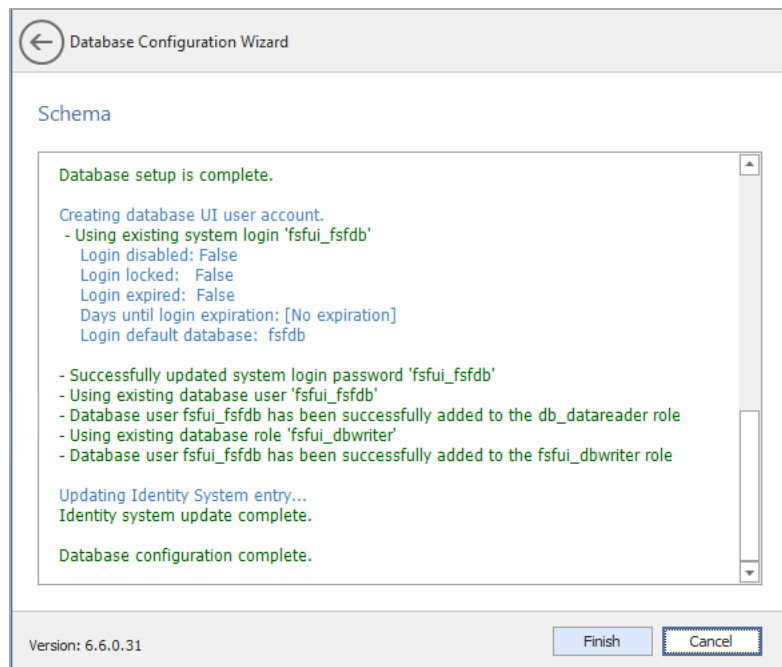 Database Configuration Wizard
Schema
Database setup is complete.
Creating database UI user account.
- Using existing system login 'fsfui_fsfdb'
Login disabled: False
Login locked: False
Login expired: False
Days until login expiration: [No expiration]
Login default database: fsfdb
- Successfully updated system login password 'fsfui_fsfdb'
- Using existing database user 'fsfui_fsfdb'
- Database user fsfui_fsfdb has been successfully added to the db_datareader role
- Using existing database role 'fsfui_dbwriter'
- Database user fsfui_fsfdb has been successfully added to the fsfui_dbwriter role
Updating Identity System entry...
Identity system update complete.
Database configuration complete.
Version: 6.6.0.31
Finish
Cancel